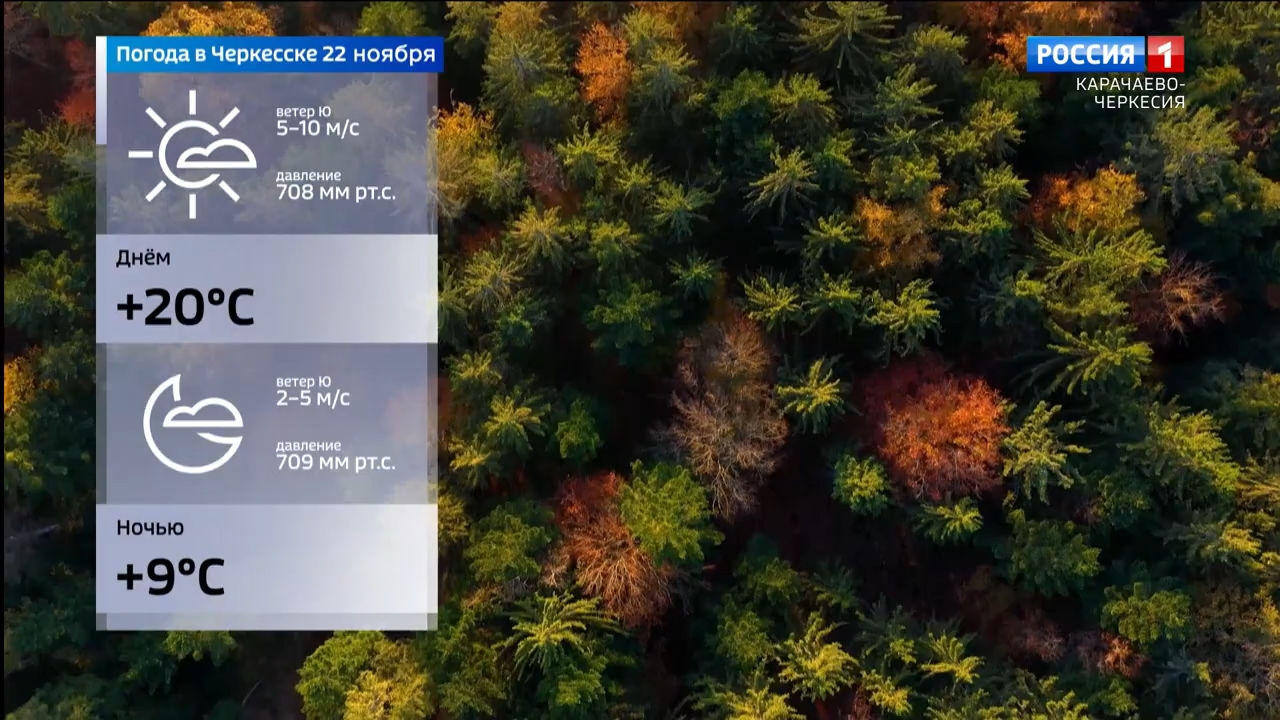 Погода в Черкесске 22 ноября
ветер Ю
5–10 м/с
давление
708 мм рт.с.
Днём
+20°C
ветер Ю
2–5 м/с
давление
709 мм рт.с.
Ночью
+9°C
РОССИЯ 1
КАРАЧАЕВО-
ЧЕРКЕСИЯ